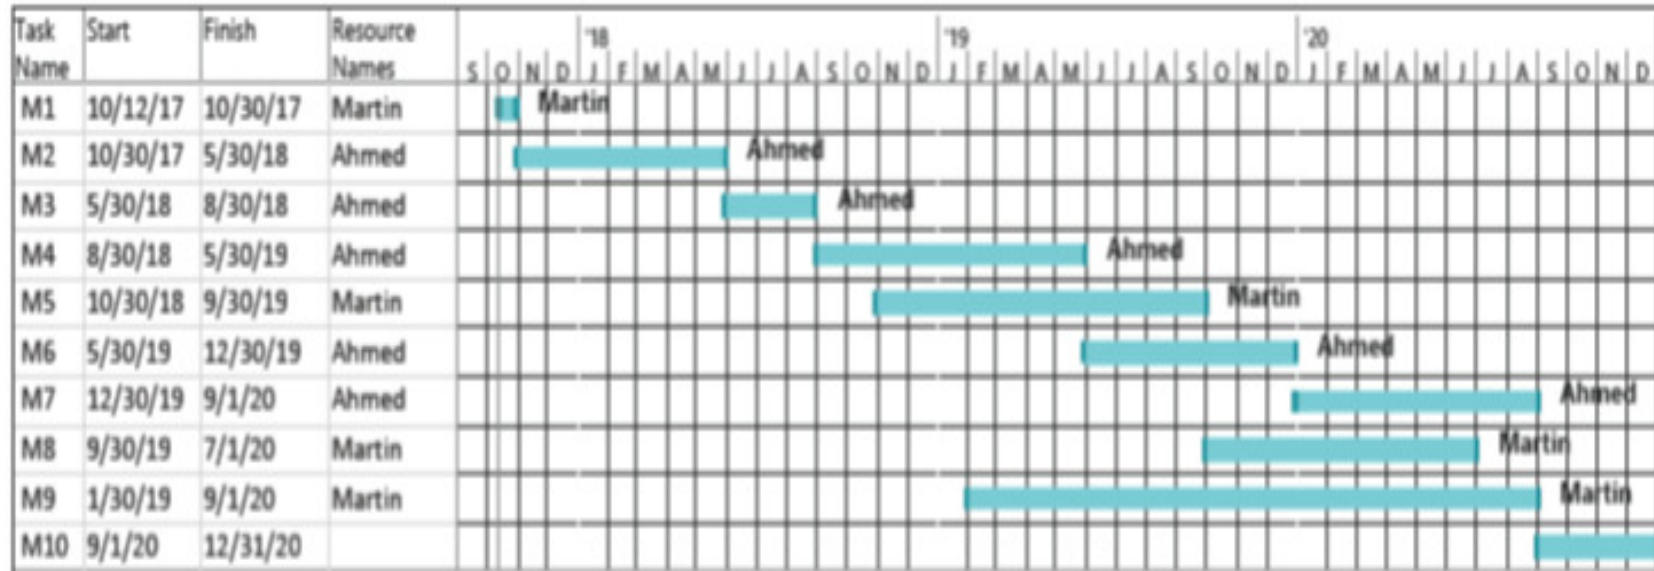 Task Name Start Finish Resource Names '18 '19 '20
S O N D J F M A M J J A S O N D J F M A M J J A S O N D J F M A M J J A S O N D
M1 10/12/17 10/30/17 Martin Martin
M2 10/30/17 5/30/18 Ahmed Ahmed
M3 5/30/18 8/30/18 Ahmed Ahmed
M4 8/30/18 5/30/19 Ahmed Ahmed
M5 10/30/18 9/30/19 Martin Martin
M6 5/30/19 12/30/19 Ahmed Ahmed
M7 12/30/19 9/1/20 Ahmed Ahmed
M8 9/30/19 7/1/20 Martin Martin
M9 1/30/19 9/1/20 Martin Martin
M10 9/1/20 12/31/20